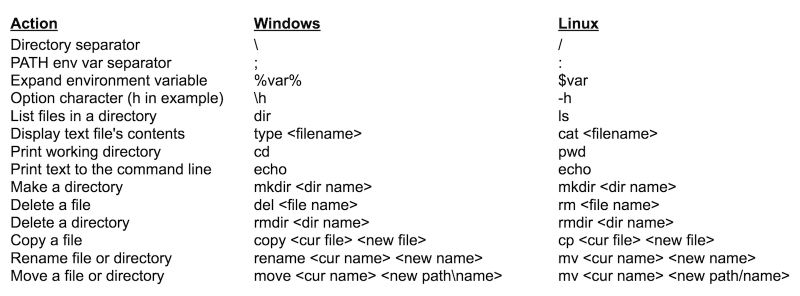 Action Windows Linux
Directory separator \ /
PATH env var separator ; :
Expand environment variable %var% $var
Option character (h in example) \h -h
List files in a directory dir ls
Display text file's contents type <filename> cat <filename>
Print working directory cd pwd
Print text to the command line echo echo
Make a directory mkdir <dir name> mkdir <dir name>
Delete a file del <file name> rm <file name>
Delete a directory rmdir <dir name> rmdir <dir name>
Copy a file copy <cur file> <new file> cp <cur file> <new file>
Rename file or directory rename <cur name> <new name> mv <cur name> <new name>
Move a file or directory move <cur name> <new path\name> mv <cur name> <new path/name>